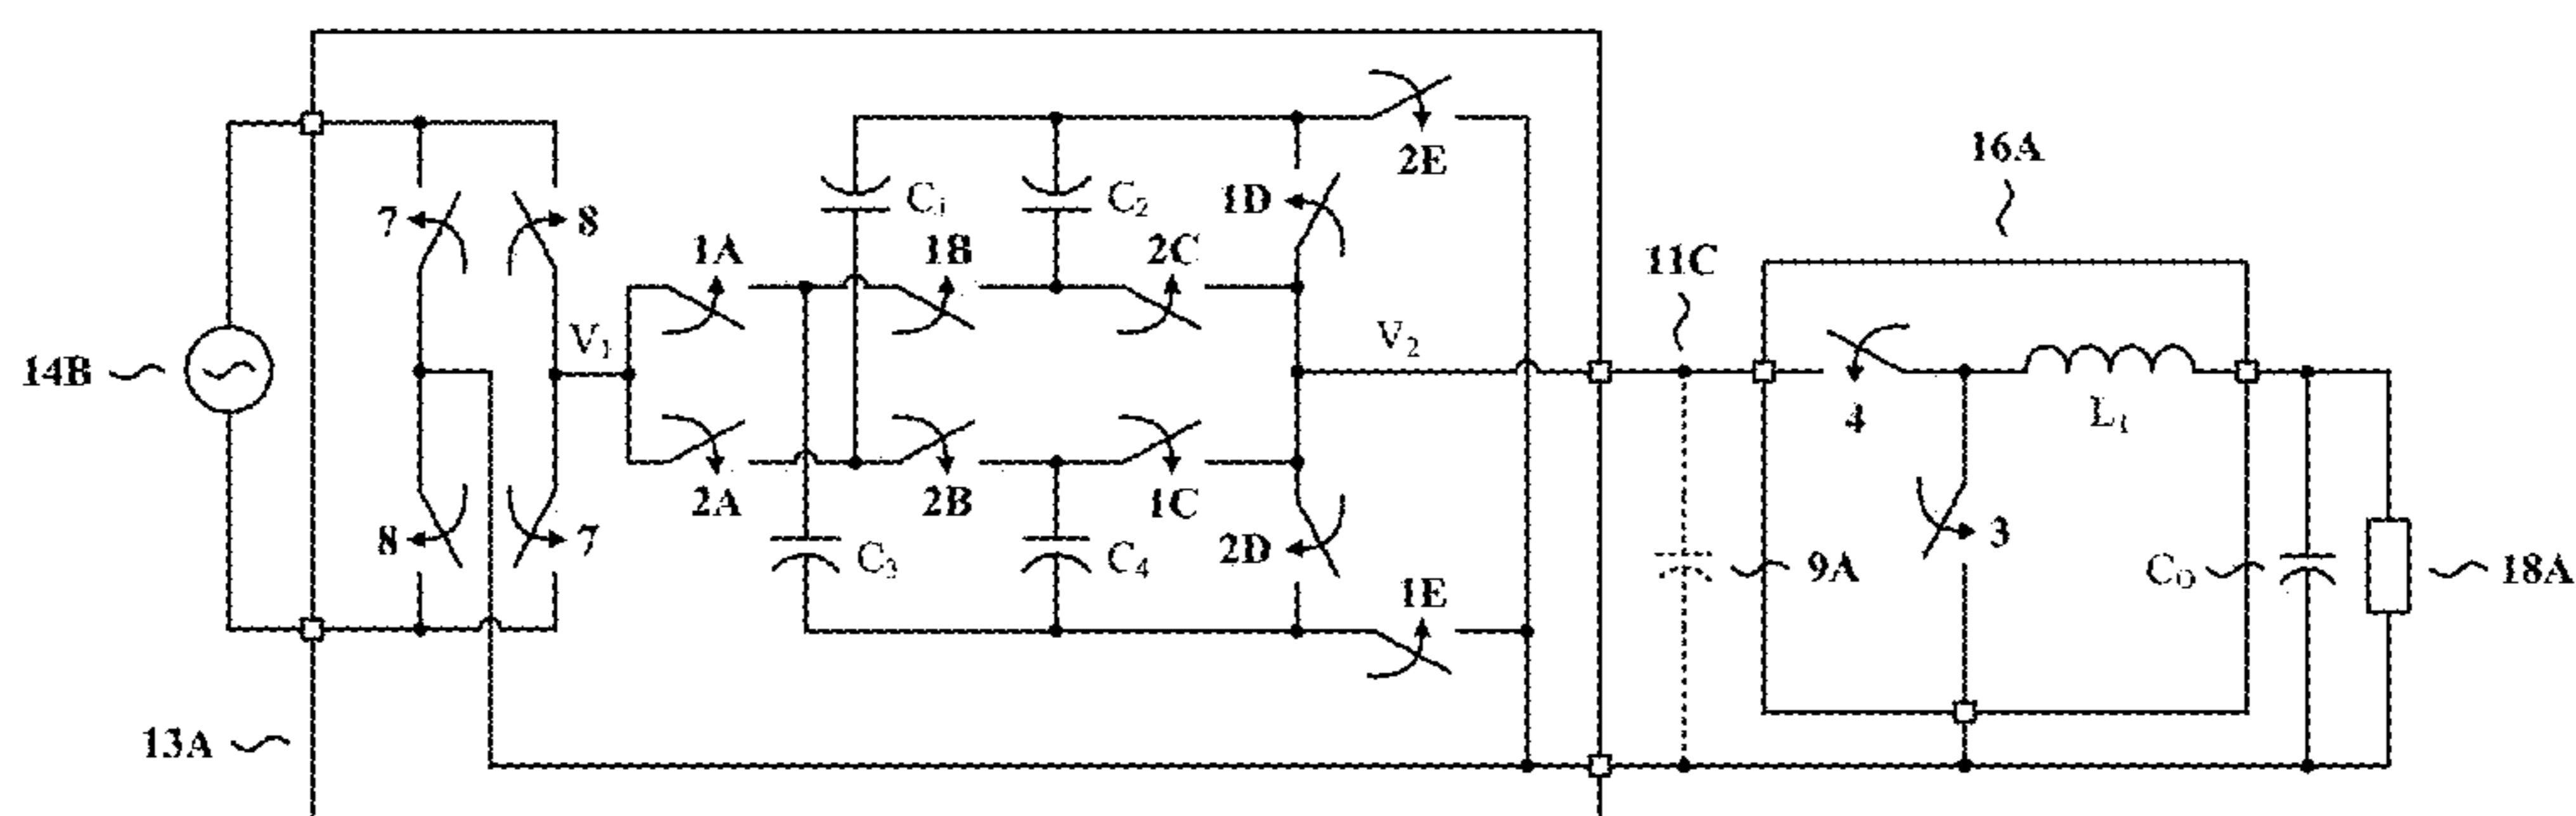 16A
2E
7
8
C₁
C₂
1D
1A
1B
2C
11C
V₁
V₂
14B
4
L₁
2A
2B
1C
8
7
C₃
C₄
2D
3
9A
C₀
18A
1E
13A